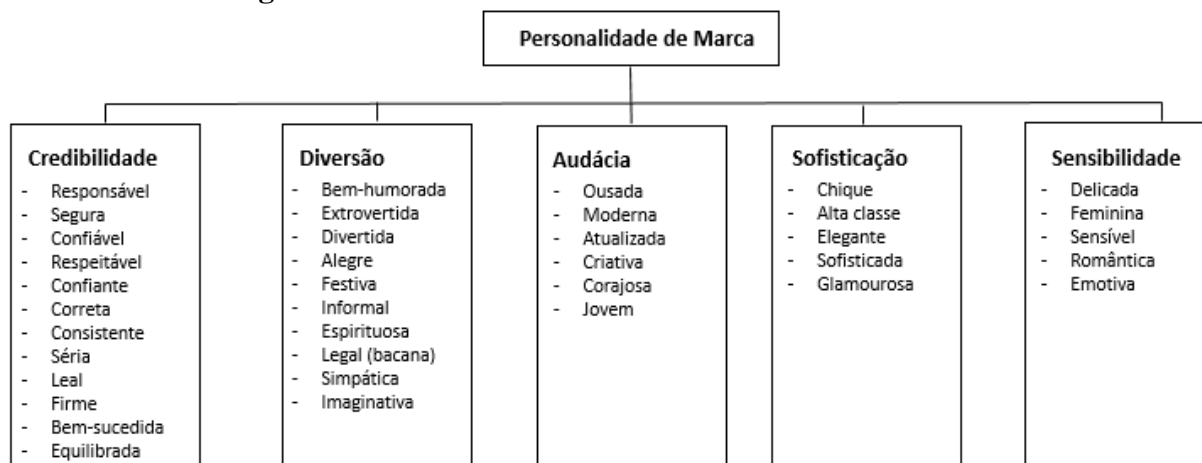 Personalidade de Marca
Credibilidade
- Responsável
- Segura
- Confiável
- Respeitável
- Confiante
- Correta
- Consistente
- Séria
- Leal
- Firme
- Bem-sucedida
- Equilibrada
Diversão
- Bem-humorada
- Extrovertida
- Divertida
- Alegre
- Festiva
- Informal
- Espirituosa
- Legal (bacana)
- Simpática
- Imaginativa
Audácia
- Ousada
- Moderna
- Atualizada
- Criativa
- Corajosa
- Jovem
Sofisticação
- Chique
- Alta classe
- Elegante
- Sofisticada
- Glamourosa
Sensibilidade
- Delicada
- Feminina
- Sensível
- Romântica
- Emotiva